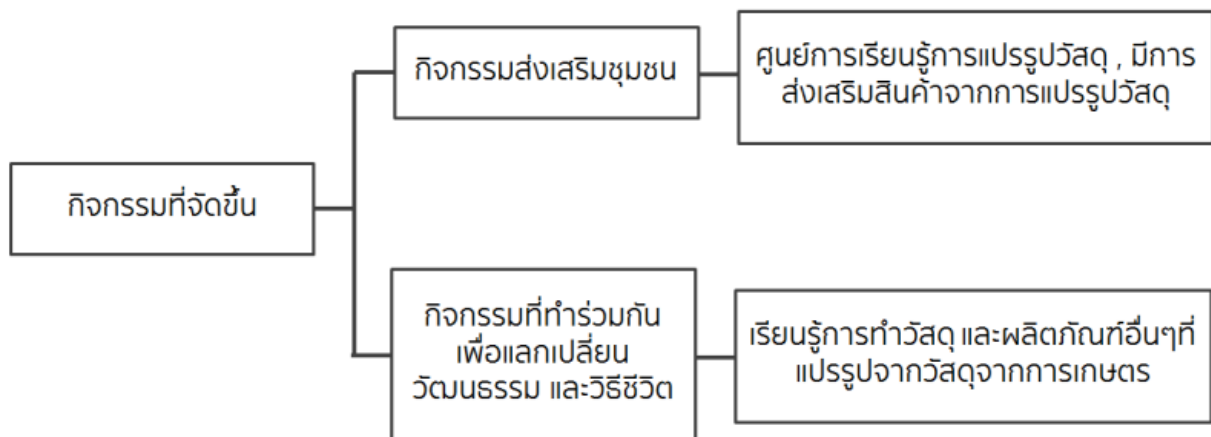 กิจกรรมส่งเสริมชุมชน
ศูนย์การเรียนรู้การแปรรูปวัสดุ , มีการ
ส่งเสริมสินค้าจากการแปรรูปวัสดุ
กิจกรรมที่จัดขึ้น
กิจกรรมที่ทำร่วมกัน
เพื่อแลกเปลี่ยน
วัฒนธรรม และวิธีชีวิต
เรียนรู้การทำวัสดุ และผลิตภัณฑ์อื่นๆที่
แปรรูปจากวัสดุจากการเกษตร